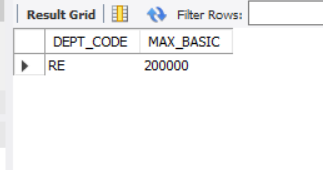 Result Grid Filter Rows:
DEPT_CODE MAX_BASIC
RE 200000